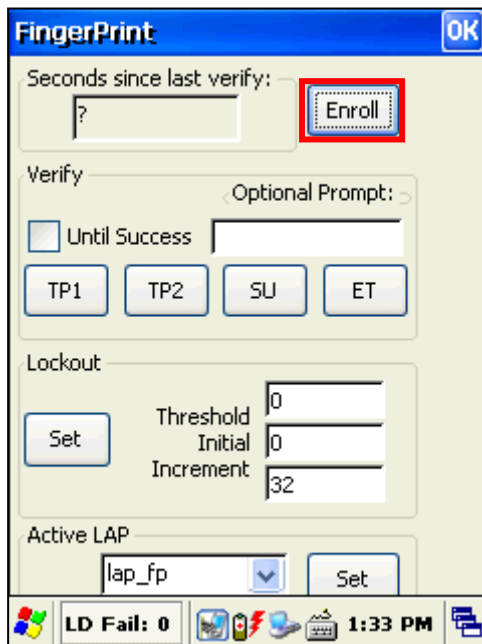 FingerPrint OK
Seconds since last verify:
? Enroll
Verify
Optional Prompt:
Until Success
TP1 TP2 SU ET
Lockout
Threshold 0
Set Initial 0
Increment 32
Active LAP
lap_fp Set
LD Fail: 0 1:33 PM